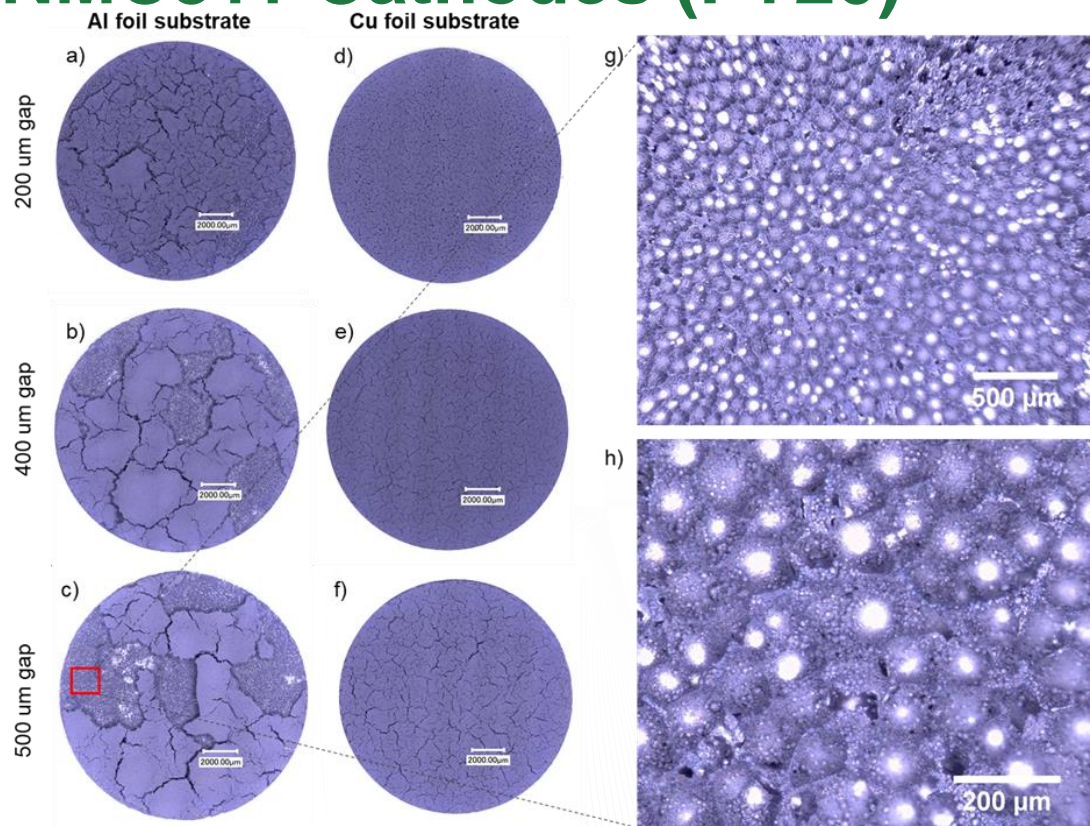 Al foil substrate
Cu foil substrate
200 um gap
400 um gap
500 um gap
a)
2000.00µm
b)
2000.00µm
c)
2000.00µm
d)
2000.00µm
e)
2000.00µm
f)
2000.00µm
g)
500 µm
h)
200 µm